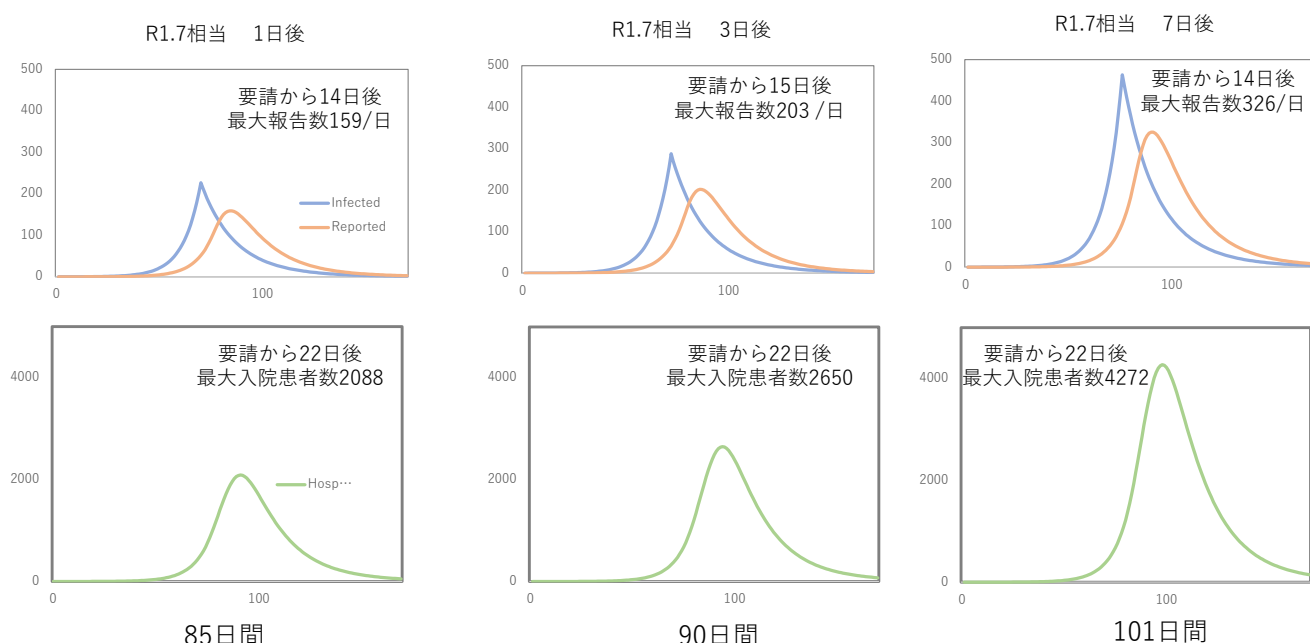 R1.7相当 1日後
500
400
300
200
100
0
0
100
要請から14日後
最大報告数159/日
Infected
Reported
R1.7相当 3日後
500
400
300
200
100
0
0
100
要請から15日後
最大報告数203 /日
R1.7相当 7日後
500
400
300
200
100
0
0
100
要請から14日後
最大報告数326/日
4000
2000
0
0
100
要請から22日後
最大入院患者数2088
Hosp…
85日間
4000
2000
0
0
100
要請から22日後
最大入院患者数2650
90日間
4000
2000
0
0
100
要請から22日後
最大入院患者数4272
101日間